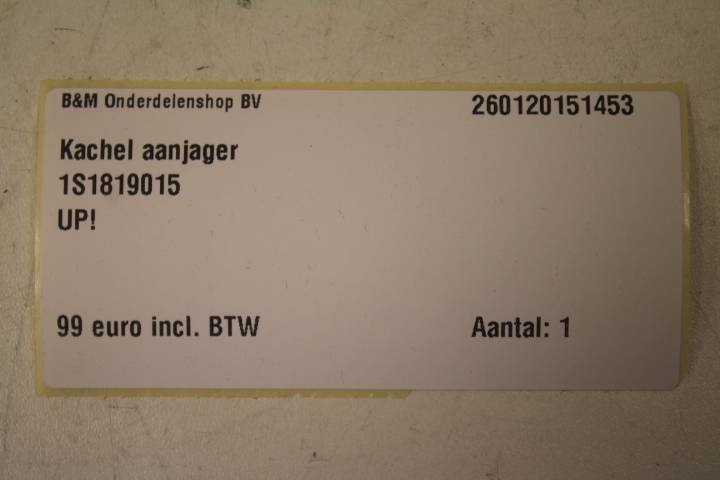 B&M Onderdelenshop BV 260120151453
Kachel aanjager
1S1819015
UP!
99 euro incl. BTW Aantal: 1